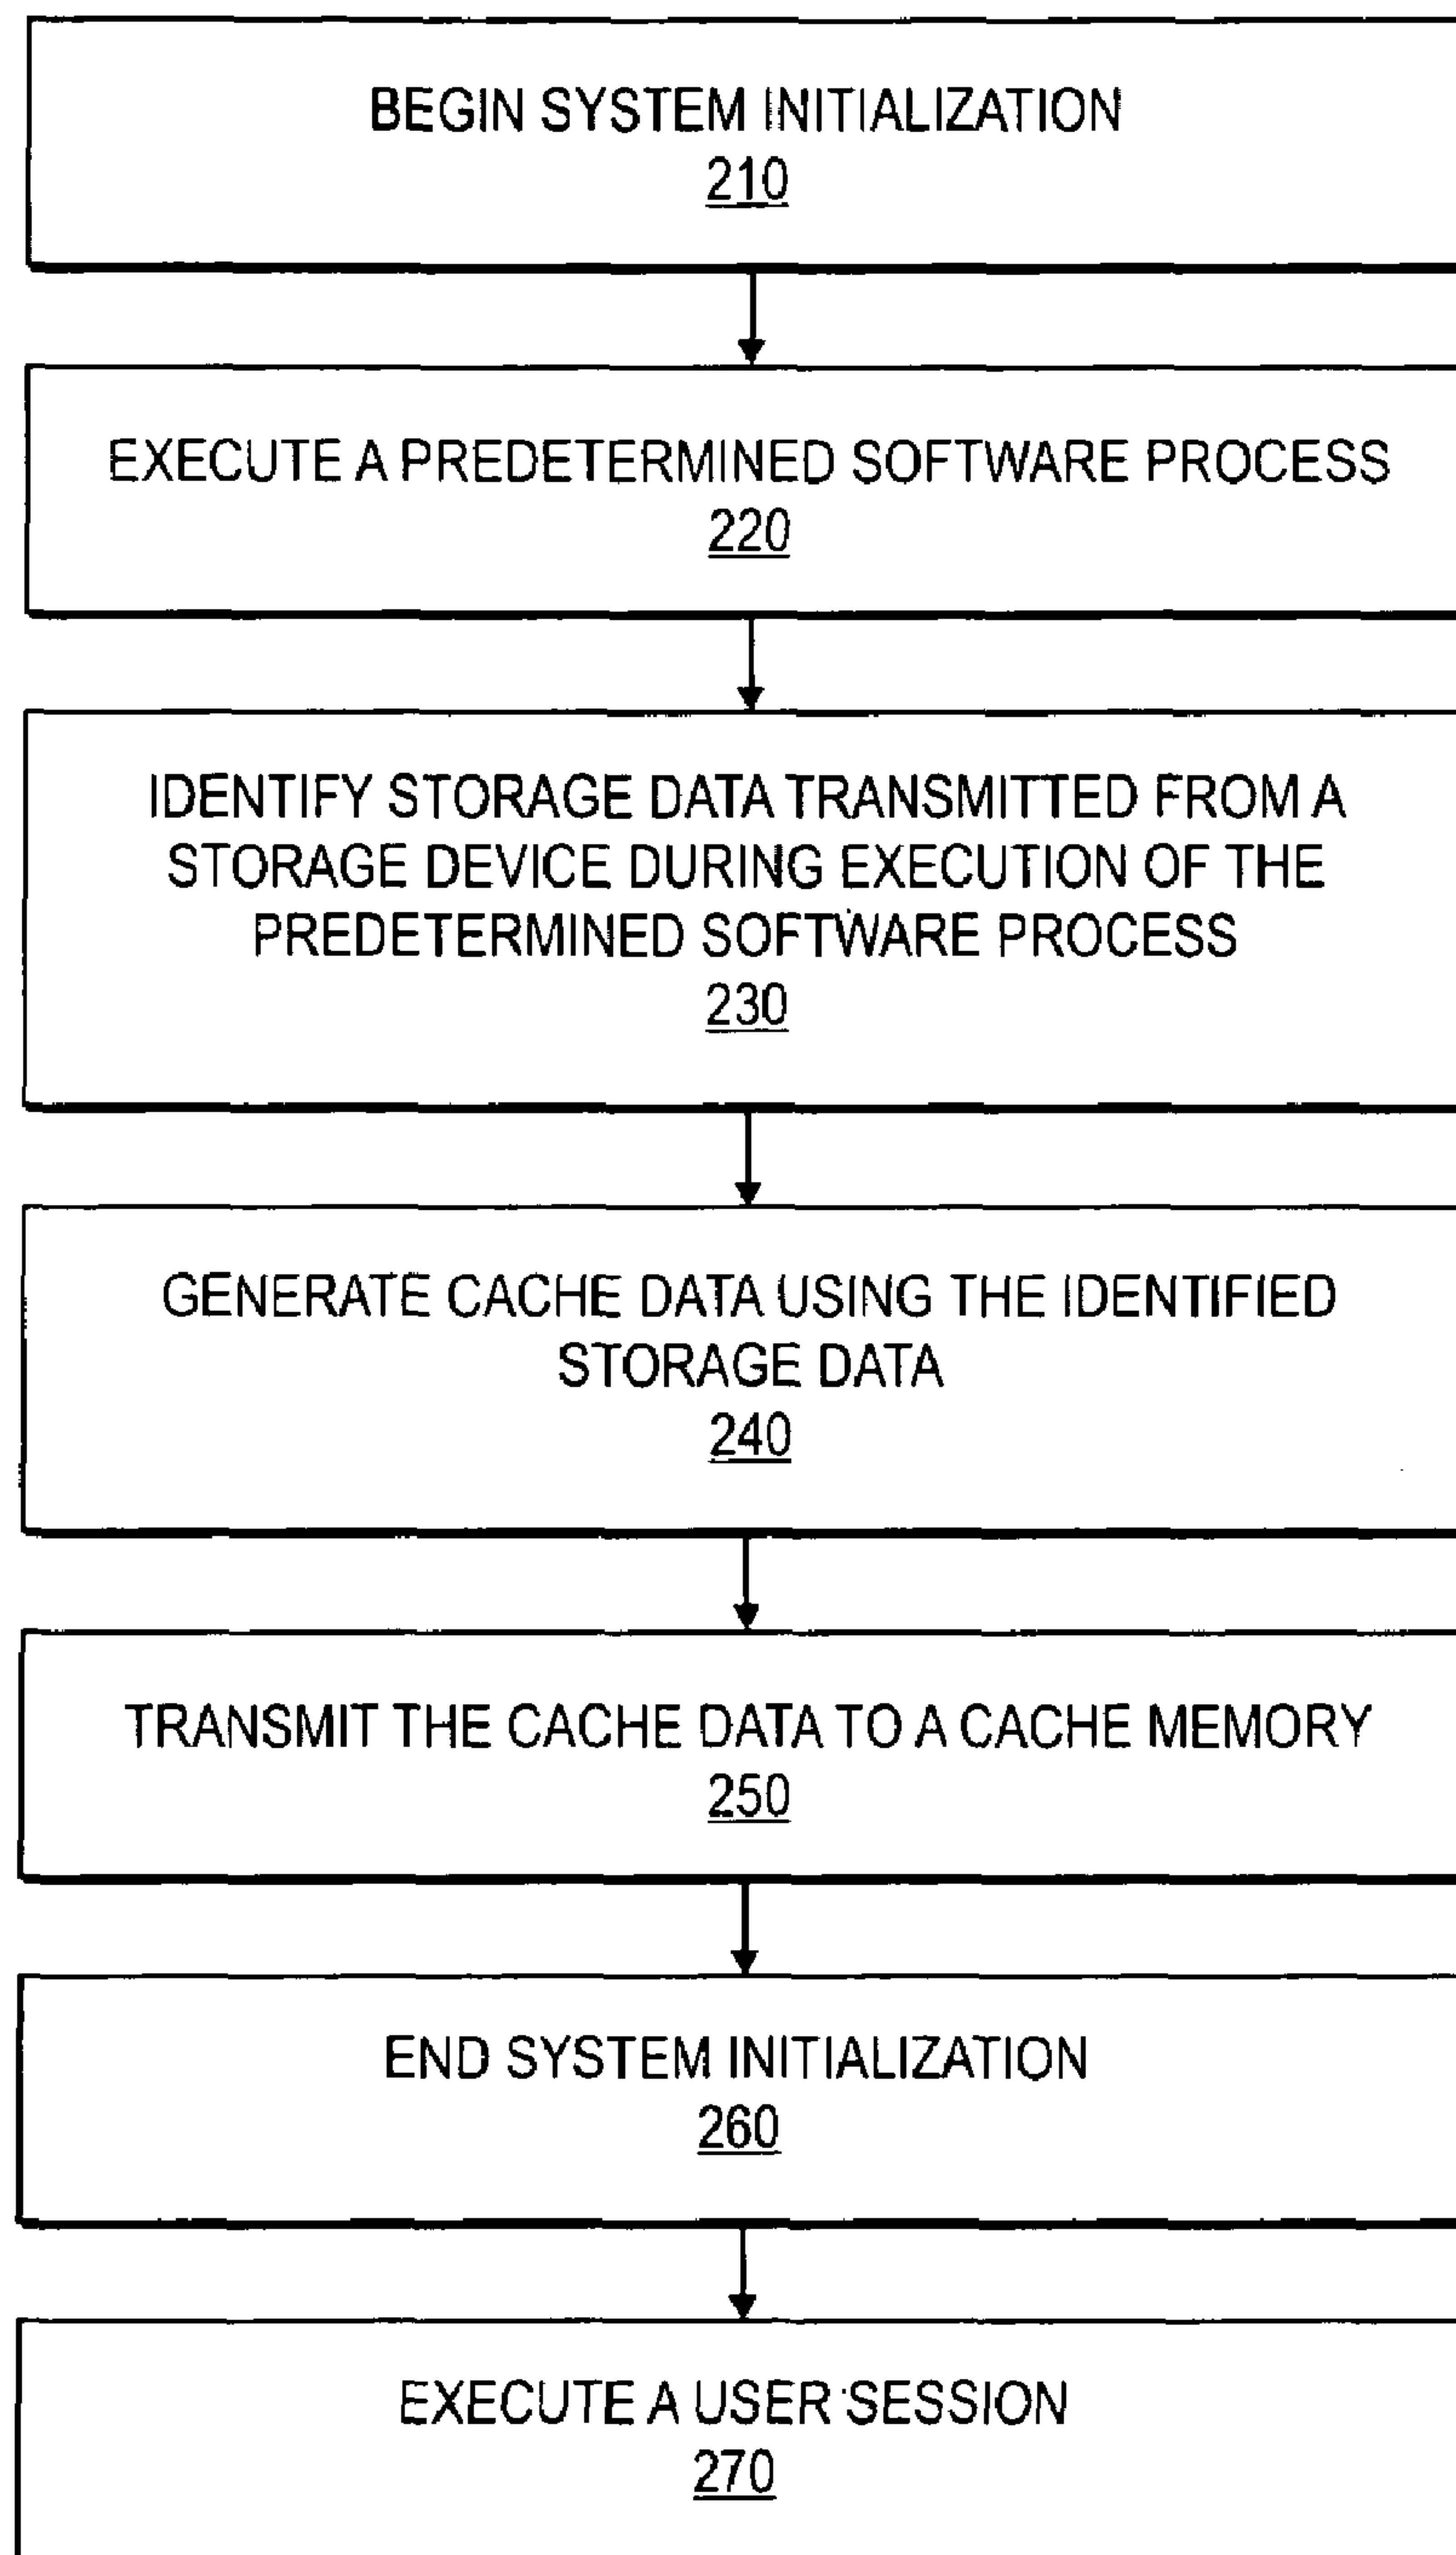 BEGIN SYSTEM INITIALIZATION
210
EXECUTE A PREDETERMINED SOFTWARE PROCESS
220
IDENTIFY STORAGE DATA TRANSMITTED FROM A
STORAGE DEVICE DURING EXECUTION OF THE
PREDETERMINED SOFTWARE PROCESS
230
GENERATE CACHE DATA USING THE IDENTIFIED
STORAGE DATA
240
TRANSMIT THE CACHE DATA TO A CACHE MEMORY
250
END SYSTEM INITIALIZATION
260
EXECUTE A USER SESSION
270